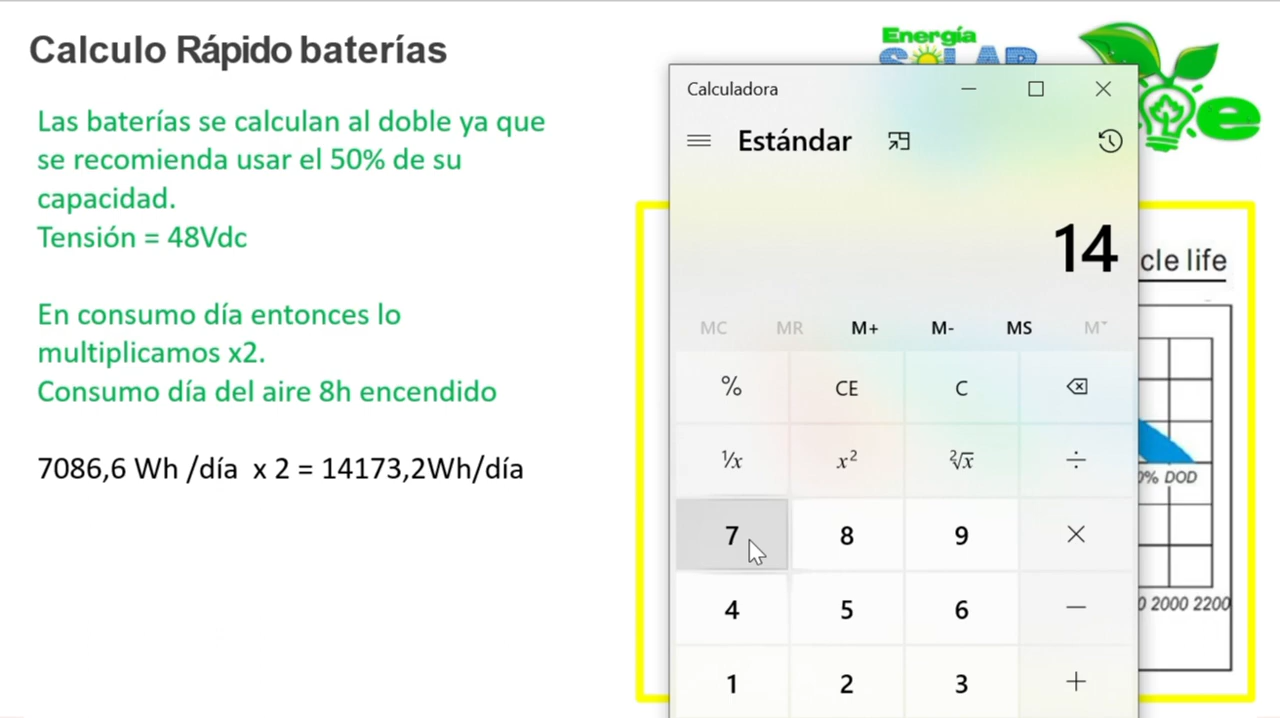 Calculo Rápido baterías
Las baterías se calculan al doble ya que
se recomienda usar el 50% de su
capacidad.
Tensión = 48Vdc
En consumo día entonces lo
multiplicamos x2.
Consumo día del aire 8h encendido
7086,6 Wh /día x 2 = 14173,2Wh/día
Energía
SOLAR
e
Calculadora
Estándar
14
MC MR M+ M- MS M˅
% CE C
¹/x x² ²√x ÷
7 8 9 ×
4 5 6 −
1 2 3 +
cle life
0% DOD
0 2000 2200